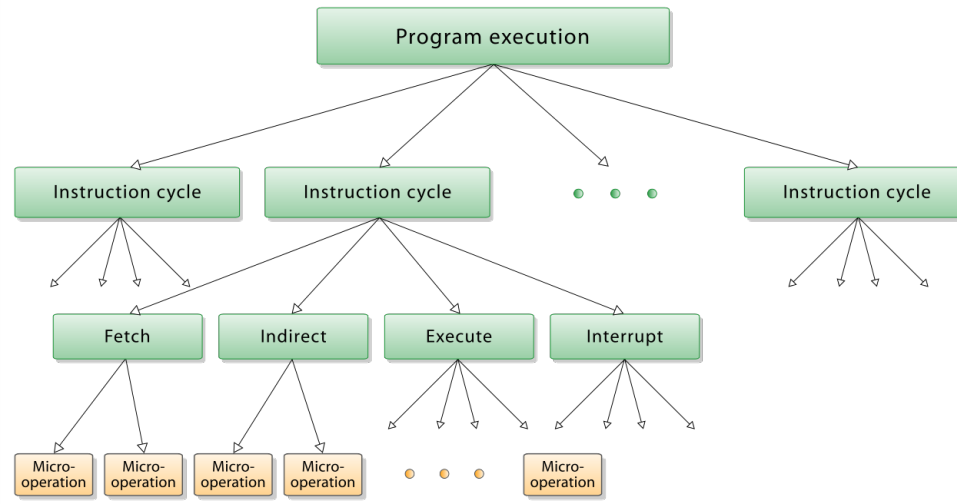 Program execution
Instruction cycle
Instruction cycle
Instruction cycle
Fetch
Indirect
Execute
Interrupt
Micro-
operation
Micro-
operation
Micro-
operation
Micro-
operation
Micro-
operation